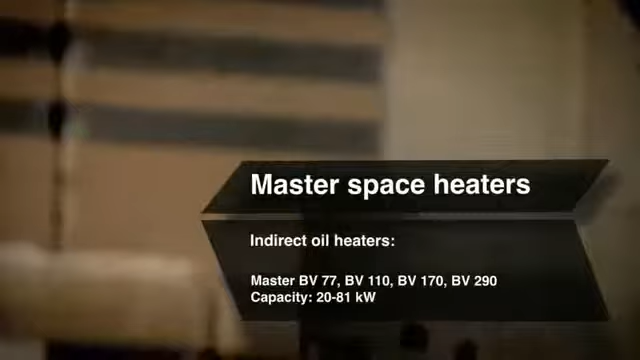 Master space heaters
Indirect oil heaters:
Master BV 77, BV 110, BV 170, BV 290
Capacity: 20-81 kW